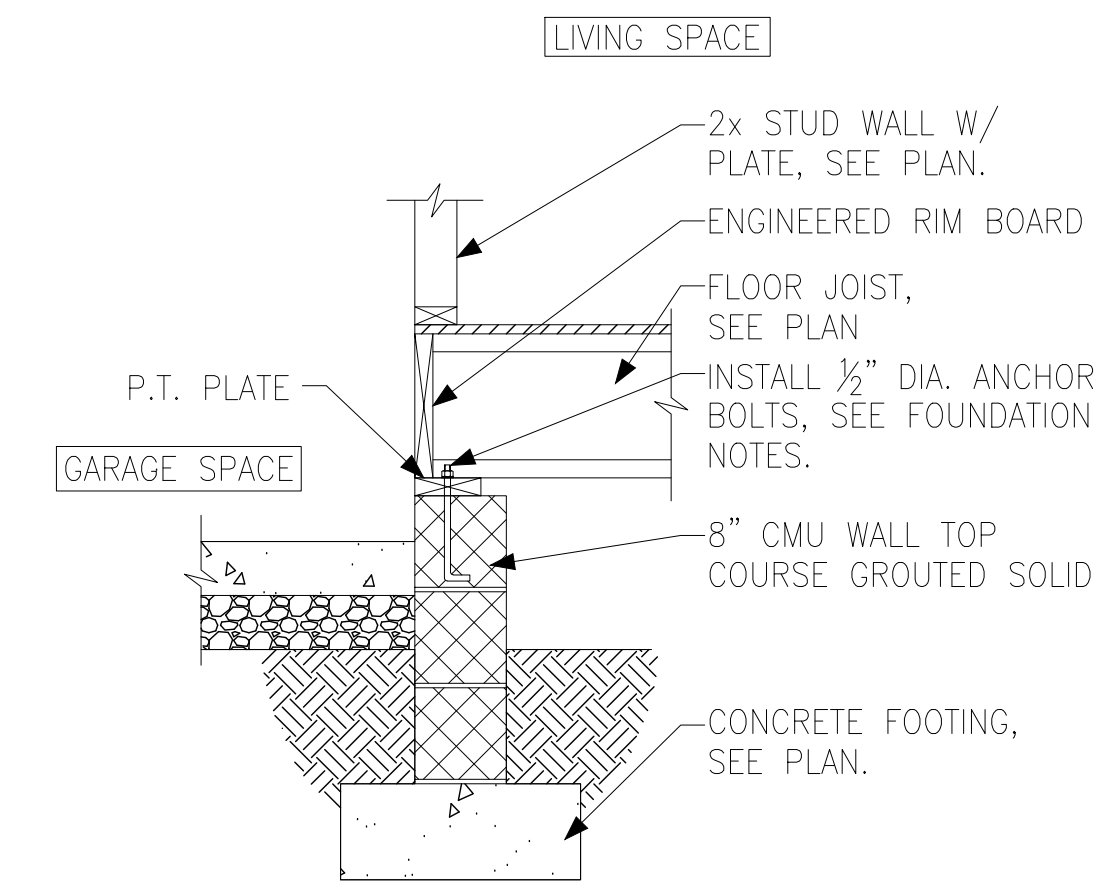 LIVING SPACE
2x STUD WALL W/
PLATE, SEE PLAN.
ENGINEERED RIM BOARD
FLOOR JOIST,
SEE PLAN
P.T. PLATE
INSTALL ½” DIA. ANCHOR
BOLTS, SEE FOUNDATION
NOTES.
GARAGE SPACE
8” CMU WALL TOP
COURSE GROUTED SOLID
CONCRETE FOOTING,
SEE PLAN.